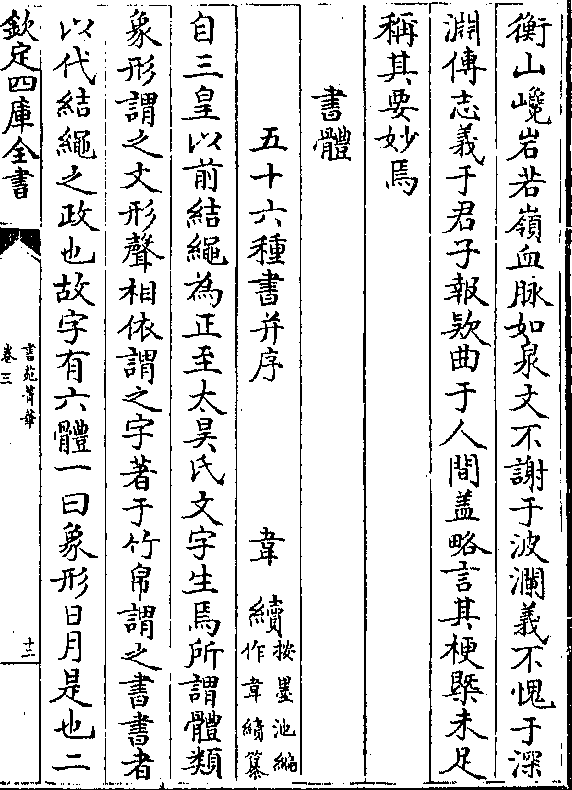 衡山巉岩若嶺血脉如泉文不謝于波瀾義不愧于深
淵傳志義于君子報欵曲于人間蓋略言其梗槩未足
稱其要妙焉
書體
五十六種書并序
韋續
按墨池編
作韋續纂
自三皇以前結繩為正至太昊氏文字生焉所謂體類
象形謂之文形聲相依謂之字著于竹帛謂之書書者
以代結繩之政也故字有六體一曰象形日月是也二
欽定四庫全書
書苑菁華
卷三
十三